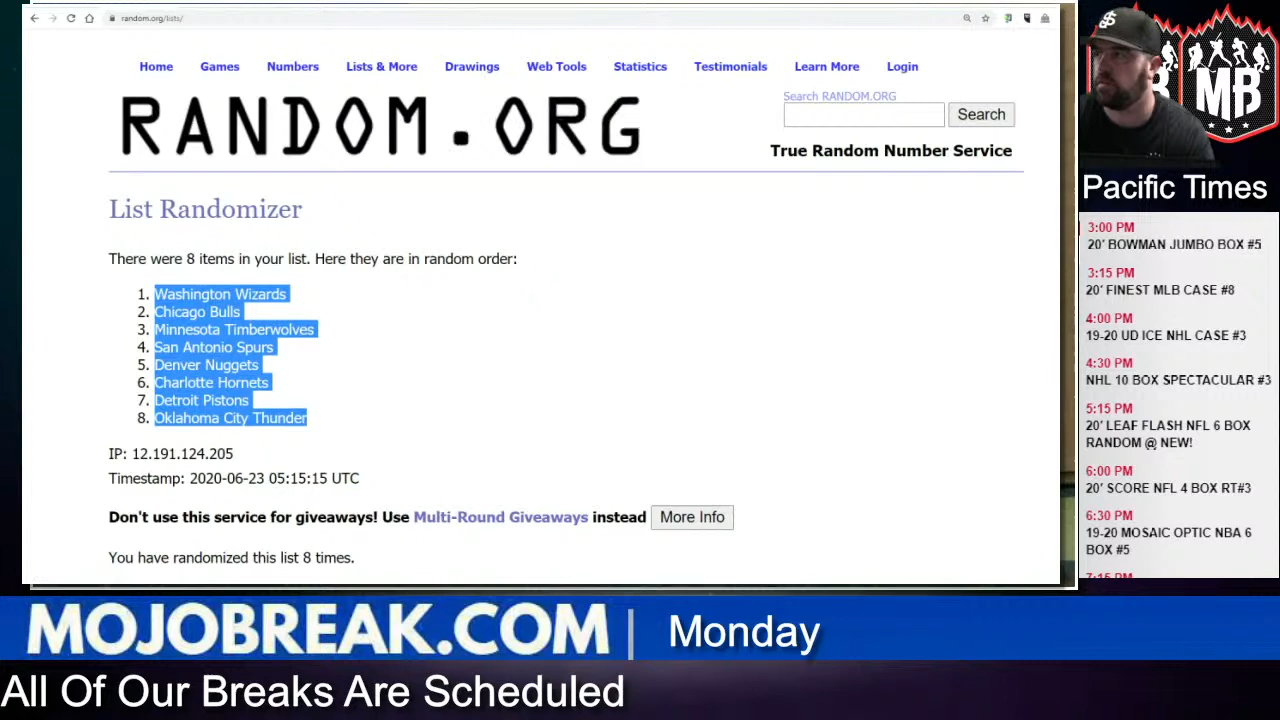 random.org/lists/
Home Games Numbers Lists & More Drawings Web Tools Statistics Testimonials Learn More Login
RANDOM.ORG
Search RANDOM.ORG
Search
True Random Number Service
List Randomizer
There were 8 items in your list. Here they are in random order:
1. Washington Wizards
2. Chicago Bulls
3. Minnesota Timberwolves
4. San Antonio Spurs
5. Denver Nuggets
6. Charlotte Hornets
7. Detroit Pistons
8. Oklahoma City Thunder
IP: 12.191.124.205
Timestamp: 2020-06-23 05:15:15 UTC
Don't use this service for giveaways! Use Multi-Round Giveaways instead More Info
You have randomized this list 8 times.
MB
Pacific Times
3:00 PM
20' BOWMAN JUMBO BOX #5
3:15 PM
20' FINEST MLB CASE #8
4:00 PM
19-20 UD ICE NHL CASE #3
4:30 PM
NHL 10 BOX SPECTACULAR #3
5:15 PM
20' LEAF FLASH NFL 6 BOX
RANDOM @ NEW!
6:00 PM
20' SCORE NFL 4 BOX RT#3
6:30 PM
19-20 MOSAIC OPTIC NBA 6
BOX #5
7:15 PM
MOJOBREAK.COM | Monday
All Of Our Breaks Are Scheduled